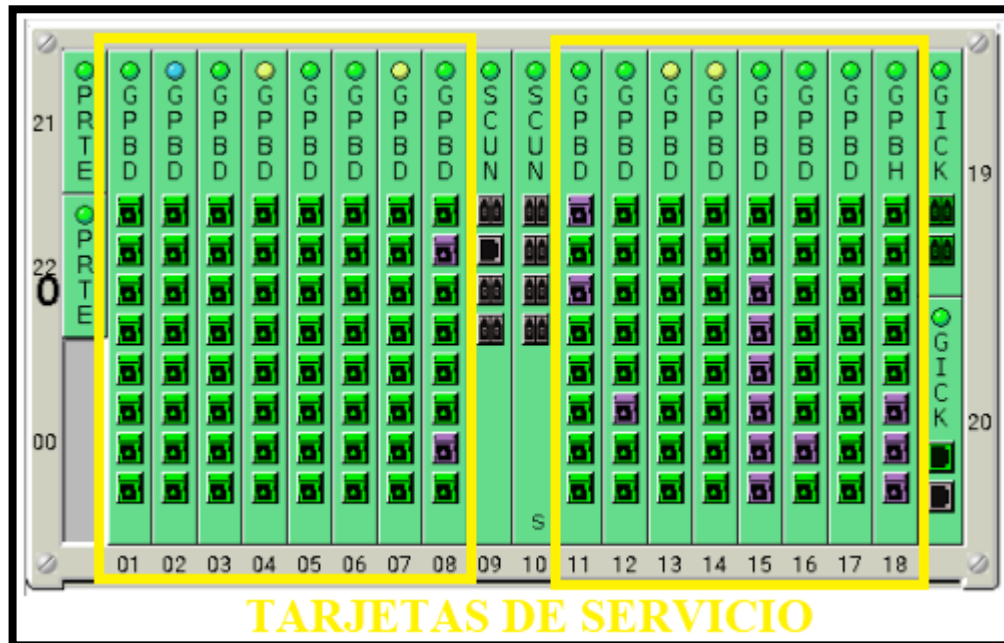 21
22
0
00
PRTE
PRTE
GPBD
GPBD
GPBD
GPBD
GPBD
GPBD
GPBD
GPBD
SCUN
SCUN
S
GPBD
GPBD
GPBD
GPBD
GPBD
GPBD
GPBD
GPBH
GICK
GICK
19
20
01 02 03 04 05 06 07 08 09 10 11 12 13 14 15 16 17 18
TARJETAS DE SERVICIO